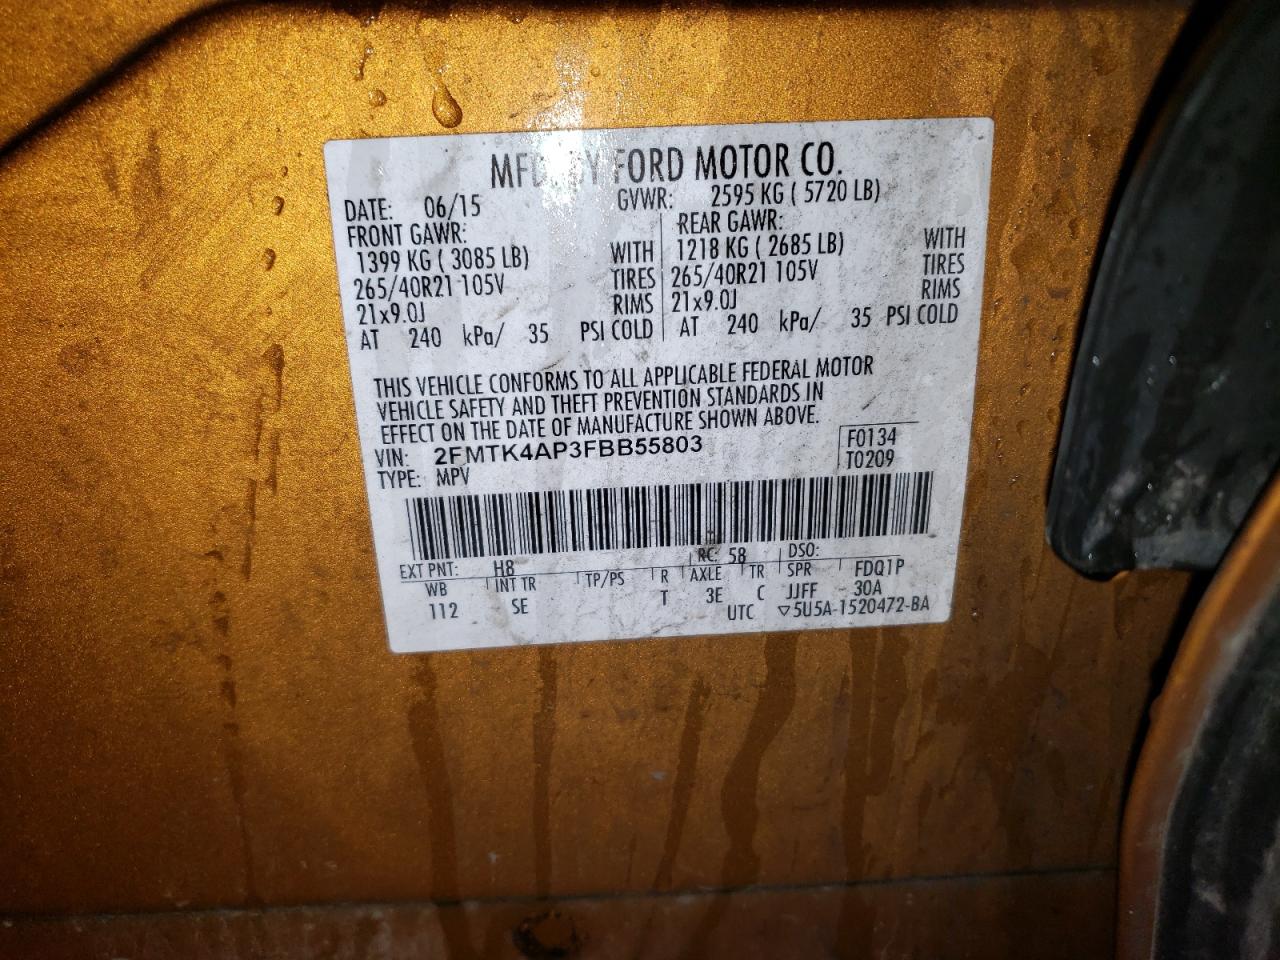 MFD. BY FORD MOTOR CO.
DATE: 06/15 GVWR: 2595 KG ( 5720 LB)
FRONT GAWR: REAR GAWR:
1399 KG ( 3085 LB) WITH 1218 KG ( 2685 LB) WITH
265/40R21 105V TIRES 265/40R21 105V TIRES
21x9.0J RIMS 21x9.0J RIMS
AT 240 kPa/ 35 PSI COLD AT 240 kPa/ 35 PSI COLD
THIS VEHICLE CONFORMS TO ALL APPLICABLE FEDERAL MOTOR
VEHICLE SAFETY AND THEFT PREVENTION STANDARDS IN
EFFECT ON THE DATE OF MANUFACTURE SHOWN ABOVE.
VIN: 2FMTK4AP3FBB55803 F0134
TYPE: MPV T0209
EXT PNT: H8 RC: 58 DSO:
WB INT TR TP/PS R AXLE TR SPR FDQ1P
112 SE T 3E C JJFF 30A
UTC ▽5U5A-1520472-BA